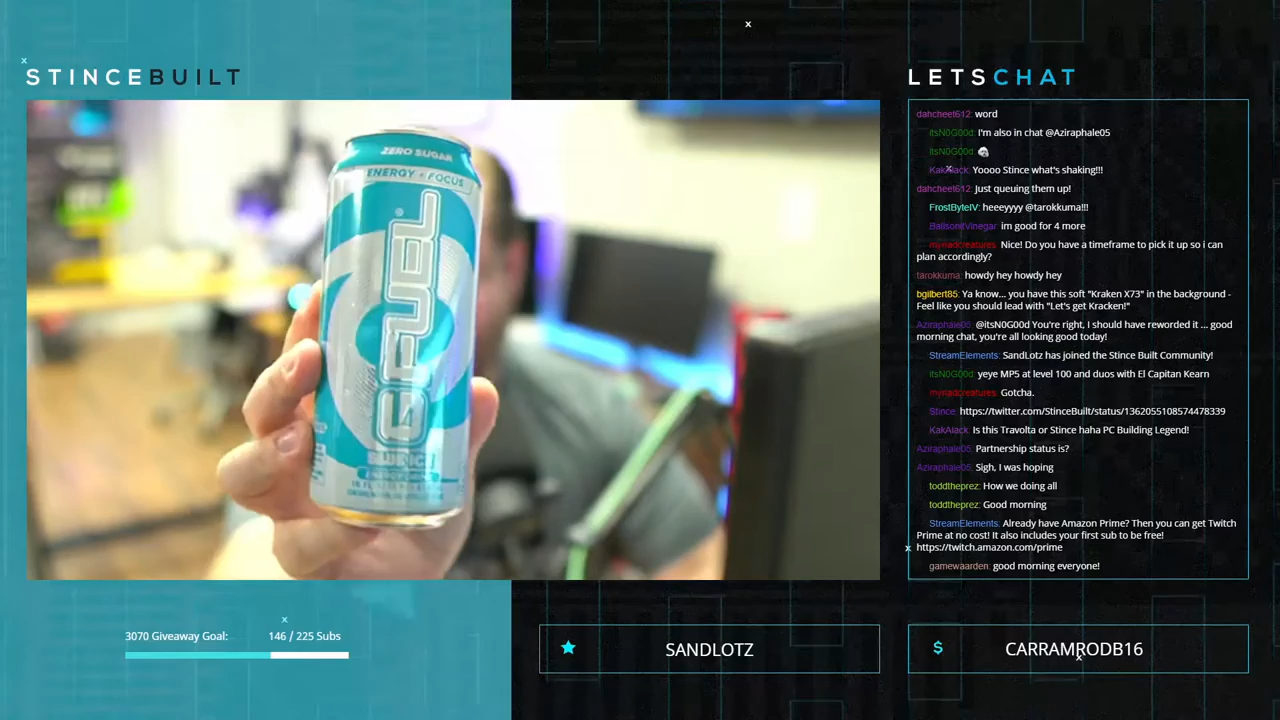 STINCEBUILT
LETSCHAT
ZERO SUGAR
ENERGY + FOCUS
GFUEL
®
BLUE ICE
dahcheet612: word
itsN0G00d: I'm also in chat @Aziraphale05
itsN0G00d:
KakAlack: Yoooo Stince what's shaking!!!
dahcheet612: Just queuing them up!
FrostByteIV: heeeyyyy @tarokkuma!!!
BallsonitVinegar: im good for 4 more
myriadcreatures: Nice! Do you have a timeframe to pick it up so i can
plan accordingly?
tarokkuma: howdy hey howdy hey
bgilbert85: Ya know... you have this soft "Kraken X73" in the background -
Feel like you should lead with "Let's get Kracken!"
Aziraphale05: @itsN0G00d You're right, I should have reworded it ... good
morning chat, you're all looking good today!
StreamElements: SandLotz has joined the Stince Built Community!
itsN0G00d: yeye MP5 at level 100 and duos with El Capitan Kearn
myriadcreatures: Gotcha.
Stince: https://twitter.com/StinceBuilt/status/1362055108574478339
KakAlack: Is this Travolta or Stince haha PC Building Legend!
Aziraphale05: Partnership status is?
Aziraphale05: Sigh, I was hoping
toddtheprez: How we doing all
toddtheprez: Good morning
StreamElements: Already have Amazon Prime? Then you can get Twitch
Prime at no cost! It also includes your first sub to be free!
https://twitch.amazon.com/prime
gamewaarden: good morning everyone!
3070 Giveaway Goal: 146 / 225 Subs
SANDLOTZ
$ CARRAMRODB16